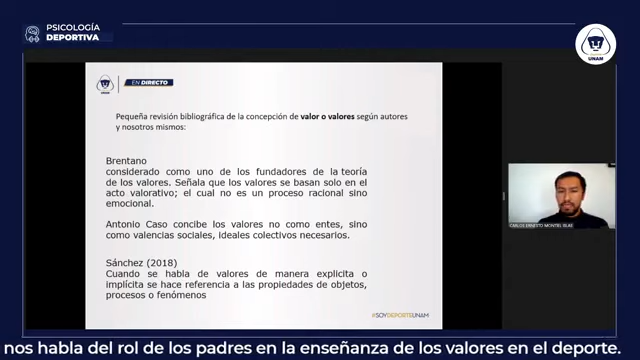 PSICOLOGÍA
DEPORTIVA
UNAM
UNAM
EN DIRECTO
Pequeña revisión bibliográfica de la concepción de valor o valores según autores
y nosotros mismos:
Brentano
considerado como uno de los fundadores de la teoría
de los valores. Señala que los valores se basan solo en el
acto valorativo; el cual no es un proceso racional sino
emocional.
Antonio Caso concibe los valores no como entes, sino
como valencias sociales, ideales colectivos necesarios.
Sánchez (2018)
Cuando se habla de valores de manera explicita o
implícita se hace referencia a las propiedades de objetos,
procesos o fenómenos
#SOYDEPORTEUNAM
CARLOS ERNESTO MONTIEL SILAS
nos habla del rol de los padres en la enseñanza de los valores en el deporte.